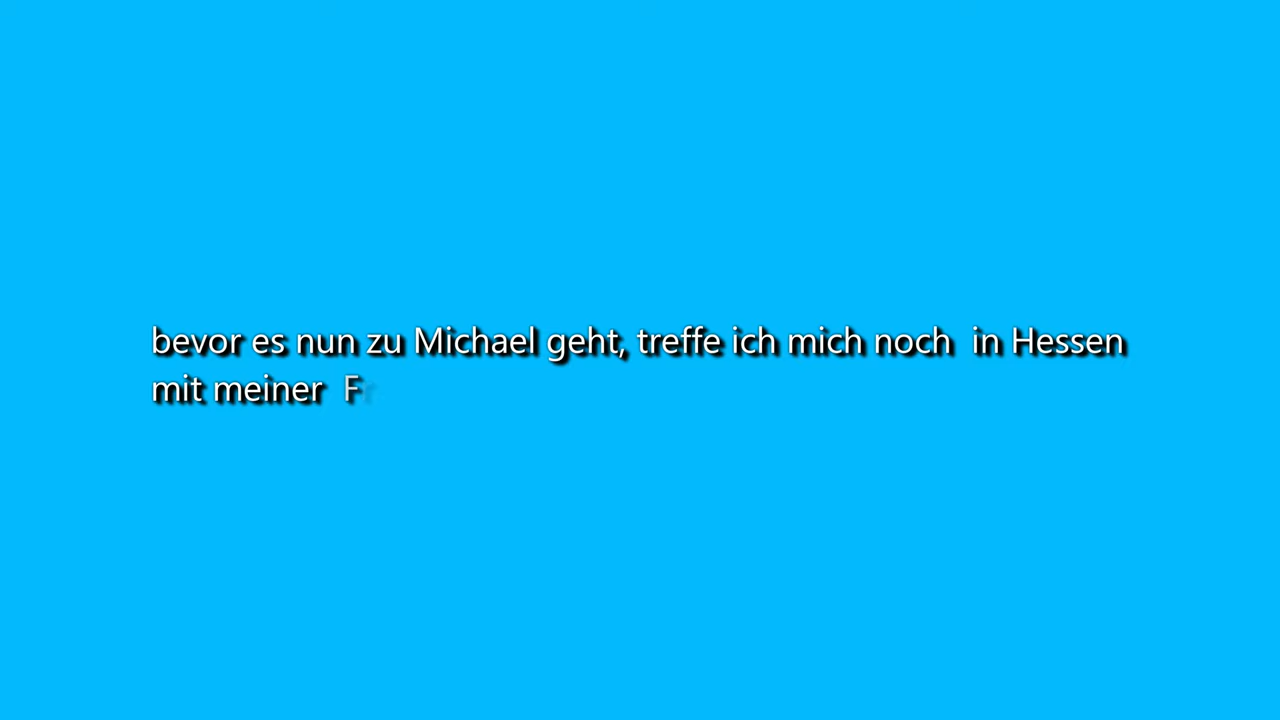 bevor es nun zu Michael geht, treffe ich mich noch  in Hessen
mit meiner  F